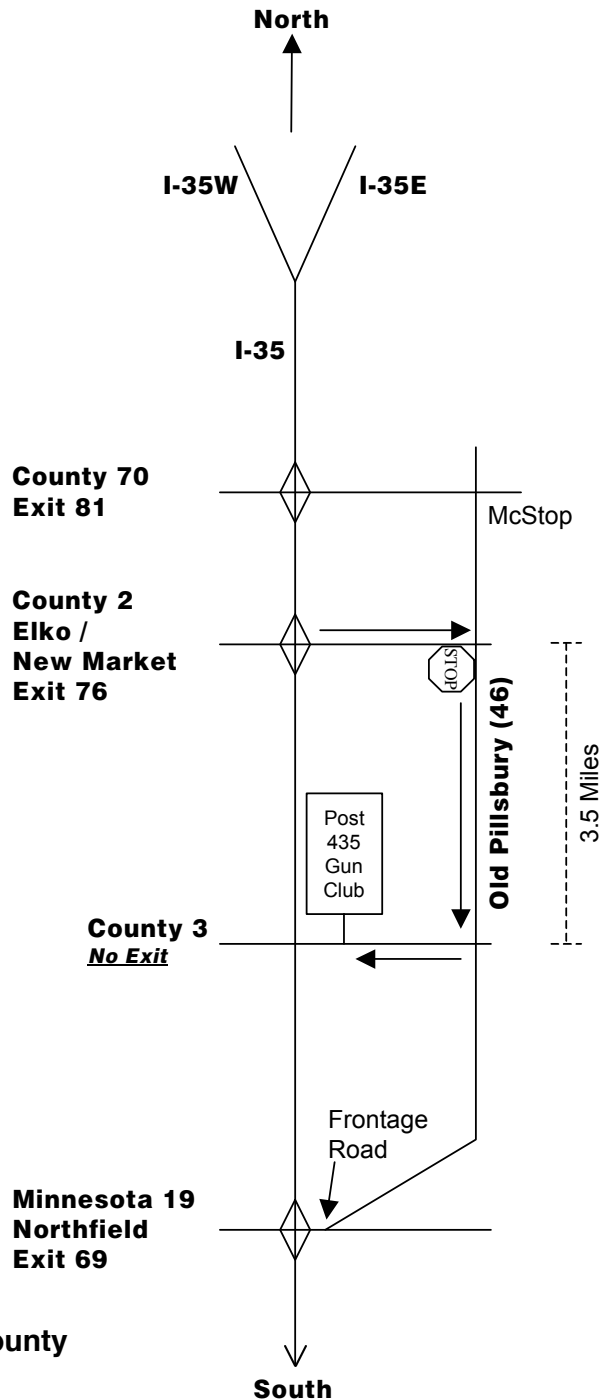 North
I-35W
I-35E
I-35
County 70
Exit 81
McStop
County 2
Elko /
New Market
Exit 76
STOP
Old Pillsbury (46)
3.5 Miles
Post
435
Gun
Club
County 3
No Exit
Frontage
Road
Minnesota 19
Northfield
Exit 69
South